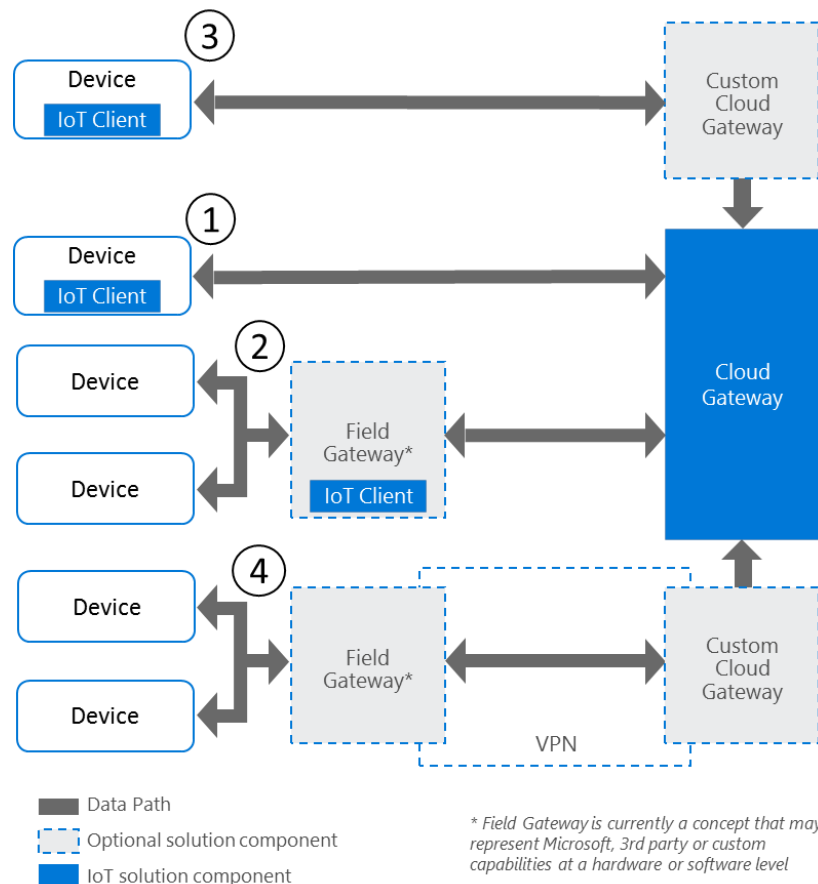 3
Device
IoT Client
Custom
Cloud
Gateway
1
Device
IoT Client
2
Device
Device
Field
Gateway*
IoT Client
Cloud
Gateway
4
Device
Device
Field
Gateway*
VPN
Custom
Cloud
Gateway
Data Path
Optional solution component
IoT solution component
* Field Gateway is currently a concept that may
represent Microsoft, 3rd party or custom
capabilities at a hardware or software level